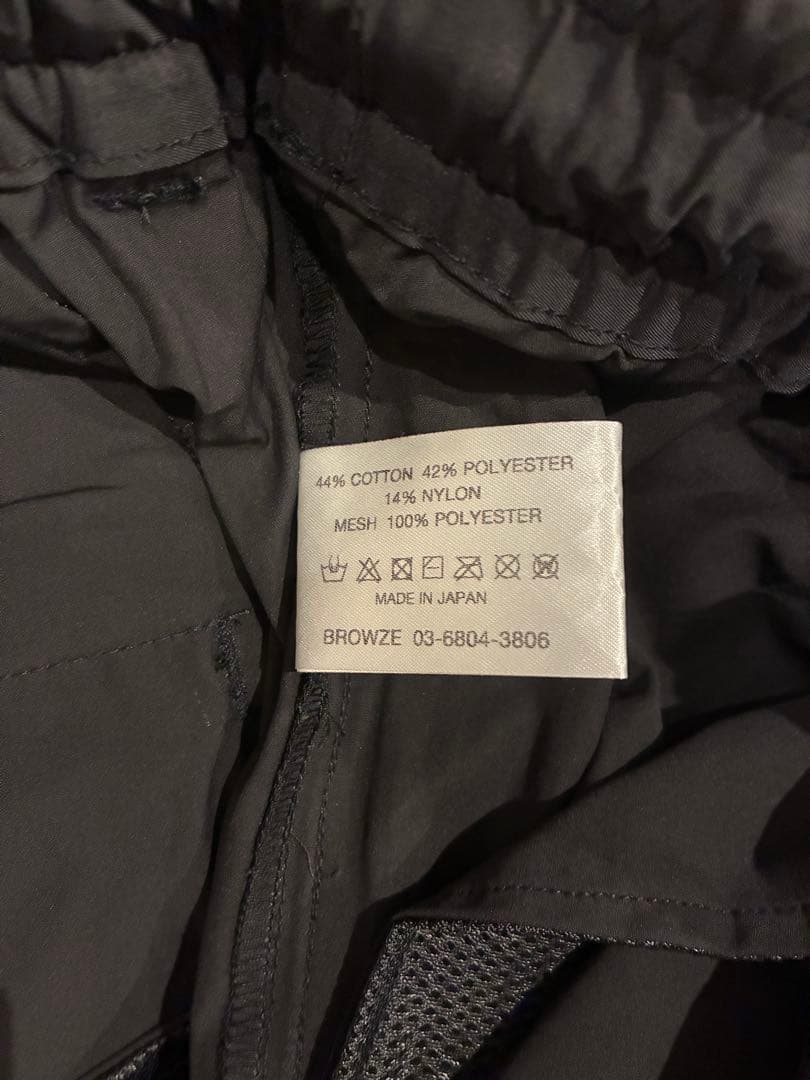 44% COTTON 42% POLYESTER
14% NYLON
MESH 100% POLYESTER
MADE IN JAPAN
BROWZE 03-6804-3806